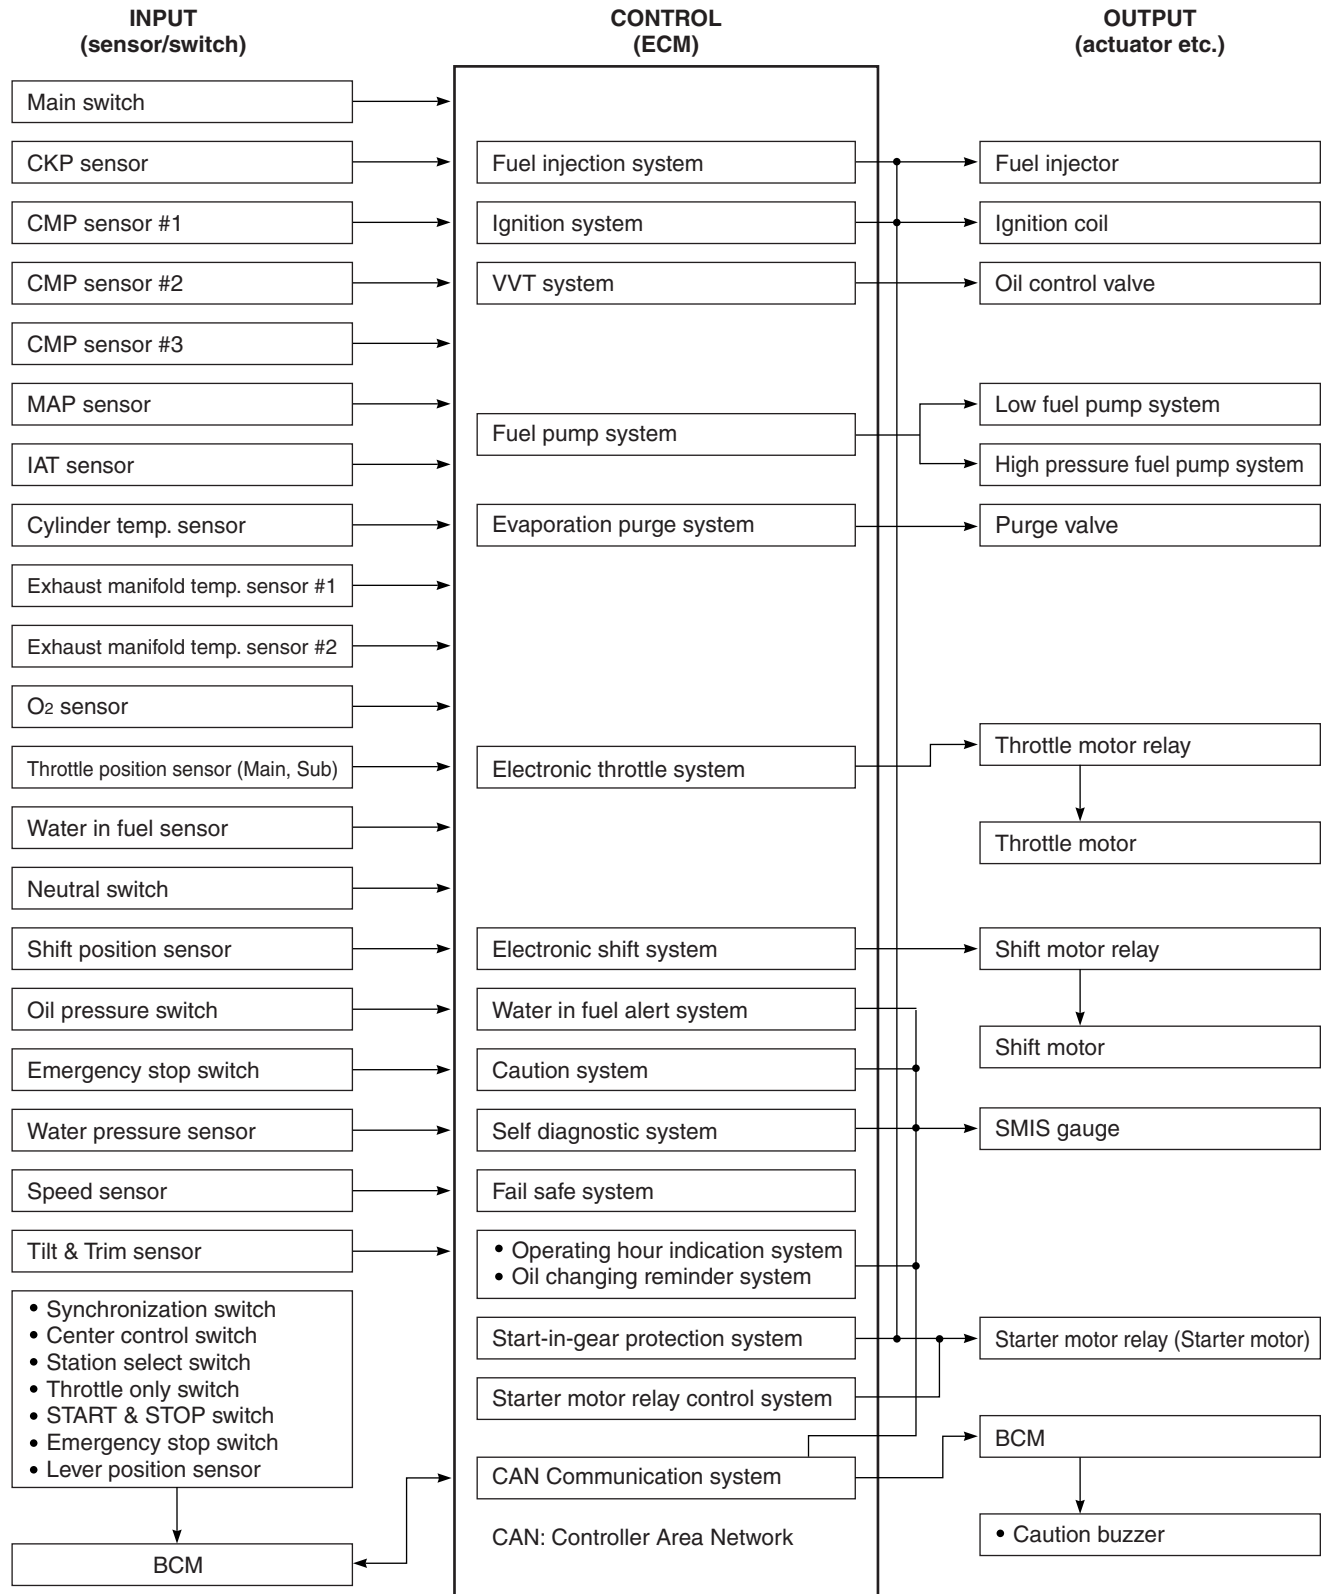 INPUT
(sensor/switch)
CONTROL
(ECM)
OUTPUT
(actuator etc.)
Main switch
CKP sensor
CMP sensor #1
CMP sensor #2
CMP sensor #3
MAP sensor
IAT sensor
Cylinder temp. sensor
Exhaust manifold temp. sensor #1
Exhaust manifold temp. sensor #2
O2 sensor
Throttle position sensor (Main, Sub)
Water in fuel sensor
Neutral switch
Shift position sensor
Oil pressure switch
Emergency stop switch
Water pressure sensor
Speed sensor
Tilt & Trim sensor
• Synchronization switch
• Center control switch
• Station select switch
• Throttle only switch
• START & STOP switch
• Emergency stop switch
• Lever position sensor
BCM
Fuel injection system
Ignition system
VVT system
Fuel pump system
Evaporation purge system
Electronic throttle system
Electronic shift system
Water in fuel alert system
Caution system
Self diagnostic system
Fail safe system
• Operating hour indication system
• Oil changing reminder system
Start-in-gear protection system
Starter motor relay control system
CAN Communication system
CAN: Controller Area Network
Fuel injector
Ignition coil
Oil control valve
Low fuel pump system
High pressure fuel pump system
Purge valve
Throttle motor relay
Throttle motor
Shift motor relay
Shift motor
SMIS gauge
Starter motor relay (Starter motor)
BCM
• Caution buzzer